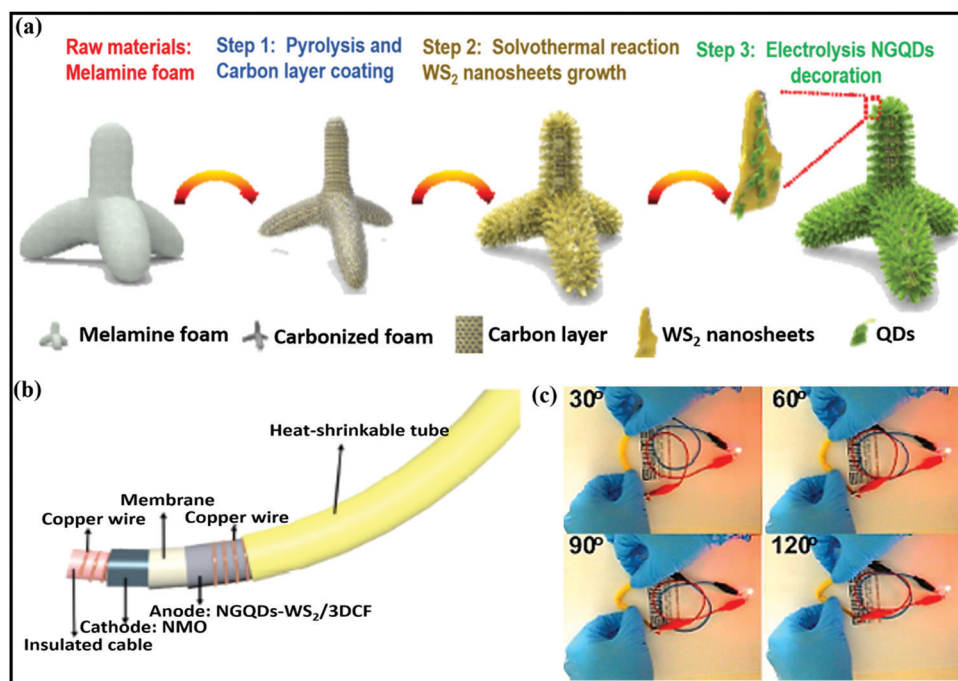 (a)
Raw materials:
Melamine foam
Step 1: Pyrolysis and
Carbon layer coating
Step 2: Solvothermal reaction
WS₂ nanosheets growth
Step 3: Electrolysis NGQDs
decoration
Melamine foam
Carbonized foam
Carbon layer
WS₂ nanosheets
QDs
(b)
Heat-shrinkable tube
Membrane
Copper wire
Copper wire
Anode: NGQDs-WS₂/3DCF
Cathode: NMO
Insulated cable
(c)
30°
60°
90°
120°